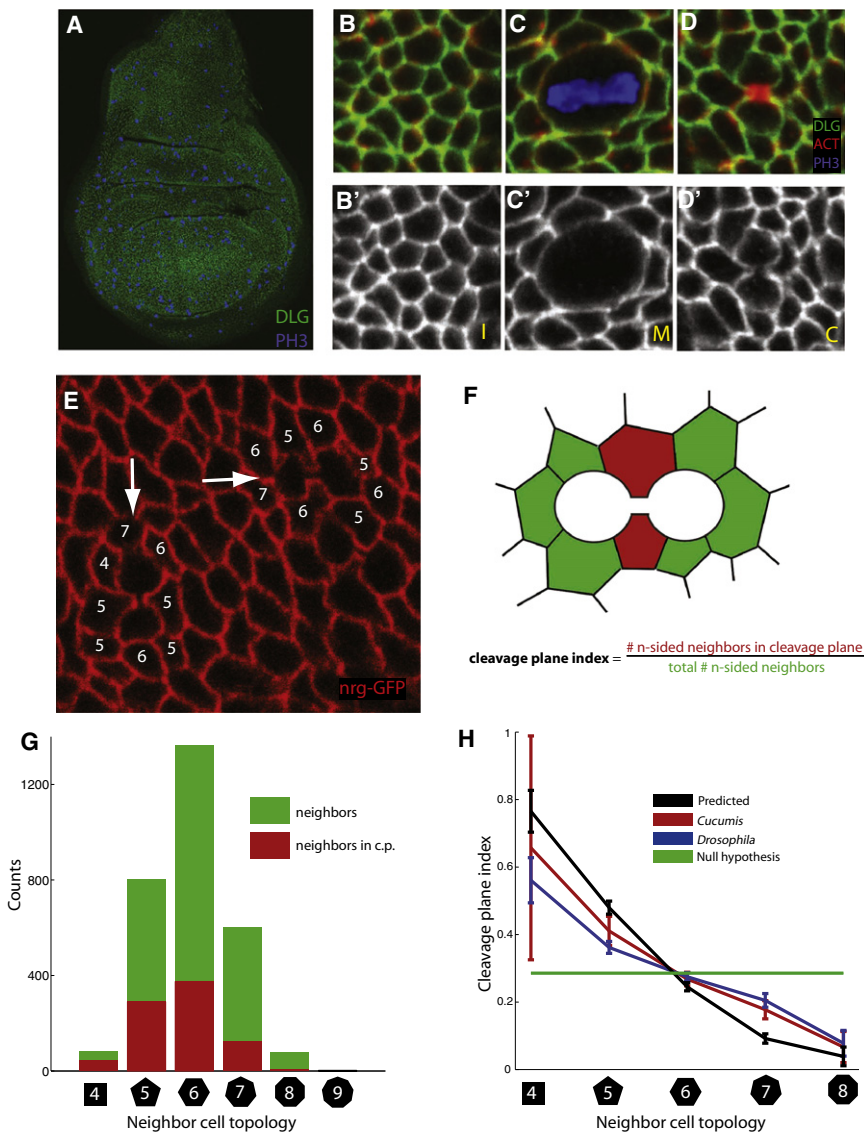 A
DLG
PH3
B
C
D
DLG
ACT
PH3
B'
C'
D'
I
M
C
E
6
5
6
5
7
6
6
5
7
6
4
5
5
5
6
5
nrg-GFP
F
cleavage plane index = # n-sided neighbors in cleavage plane
total # n-sided neighbors
G
1200
800
400
0
Counts
neighbors
neighbors in c.p.
4 5 6 7 8 9
Neighbor cell topology
H
1
0.8
0.6
0.4
0.2
0
Cleavage plane index
Predicted
Cucumis
Drosophila
Null hypothesis
4 5 6 7 8
Neighbor cell topology